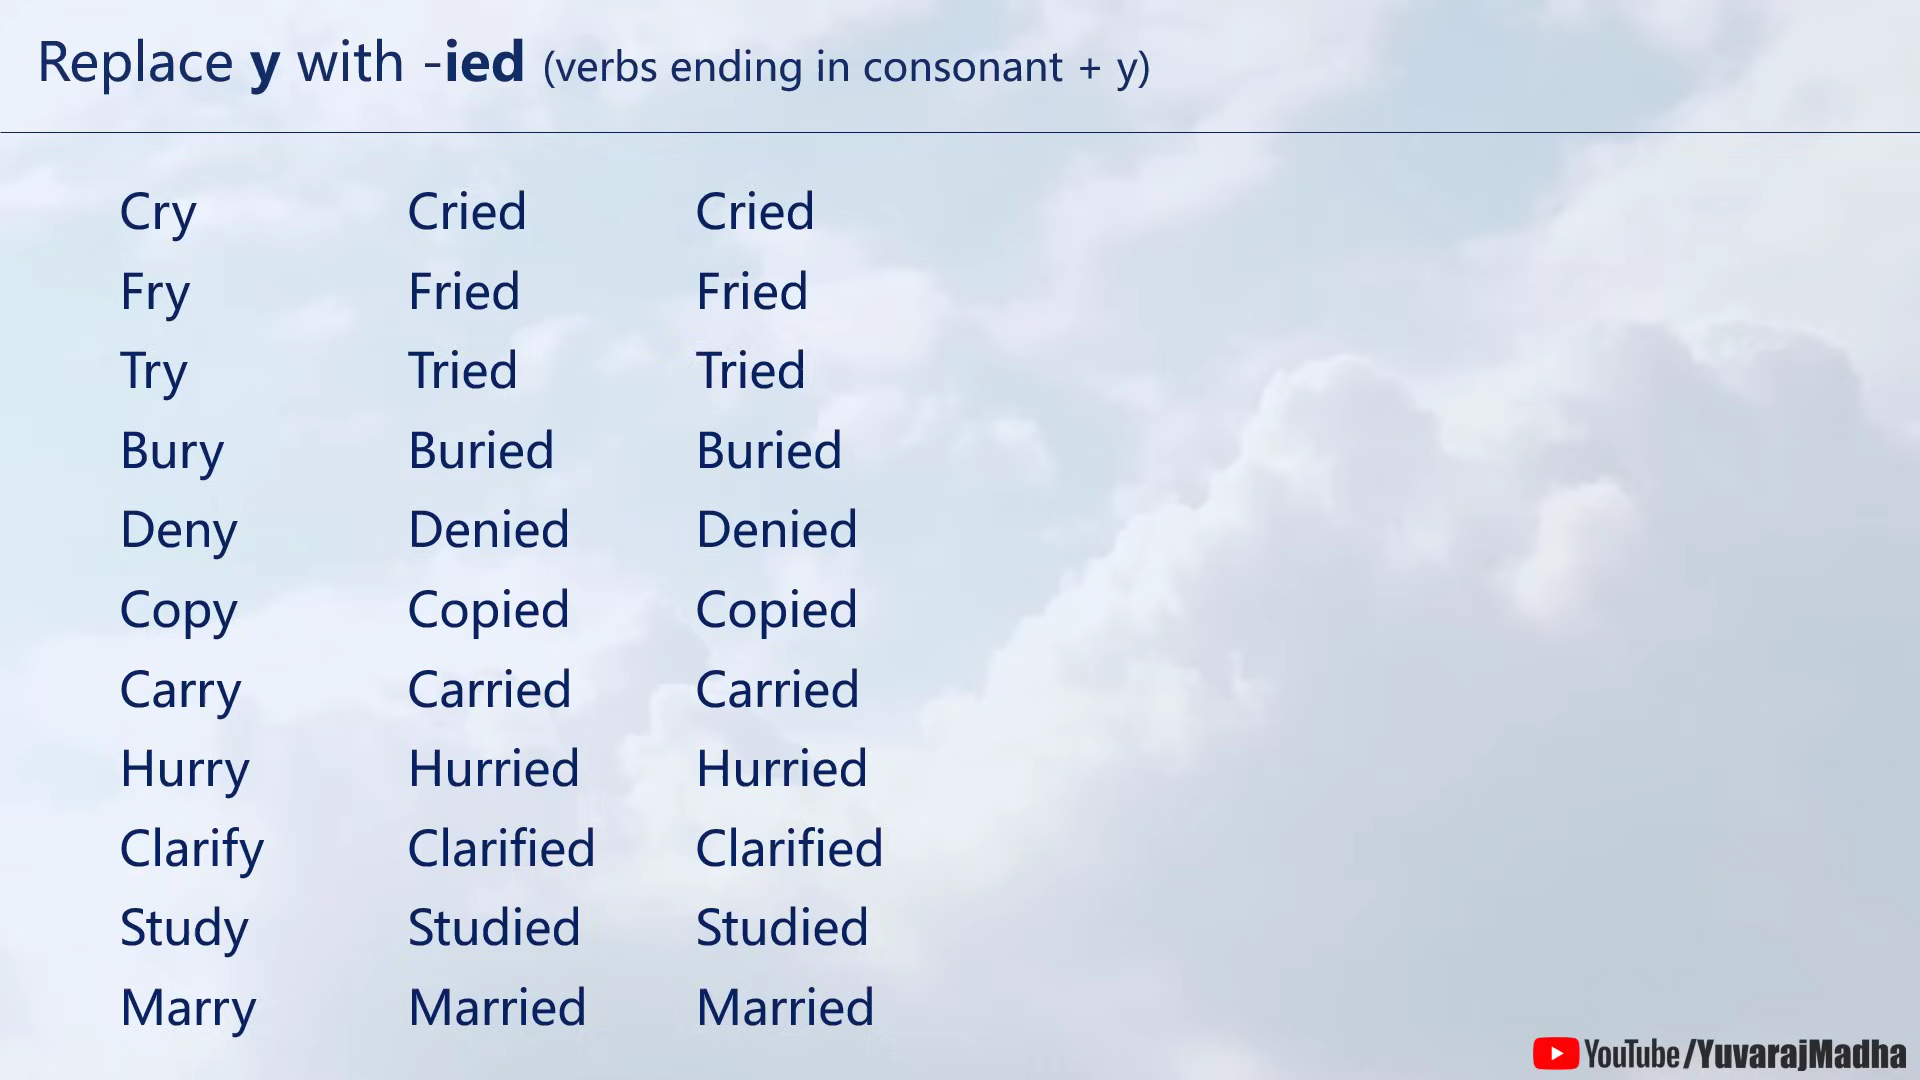 Replace y with -ied (verbs ending in consonant + y)
Cry Cried Cried
Fry Fried Fried
Try Tried Tried
Bury Buried Buried
Deny Denied Denied
Copy Copied Copied
Carry Carried Carried
Hurry Hurried Hurried
Clarify Clarified Clarified
Study Studied Studied
Marry Married Married
YouTube/YuvarajMadha